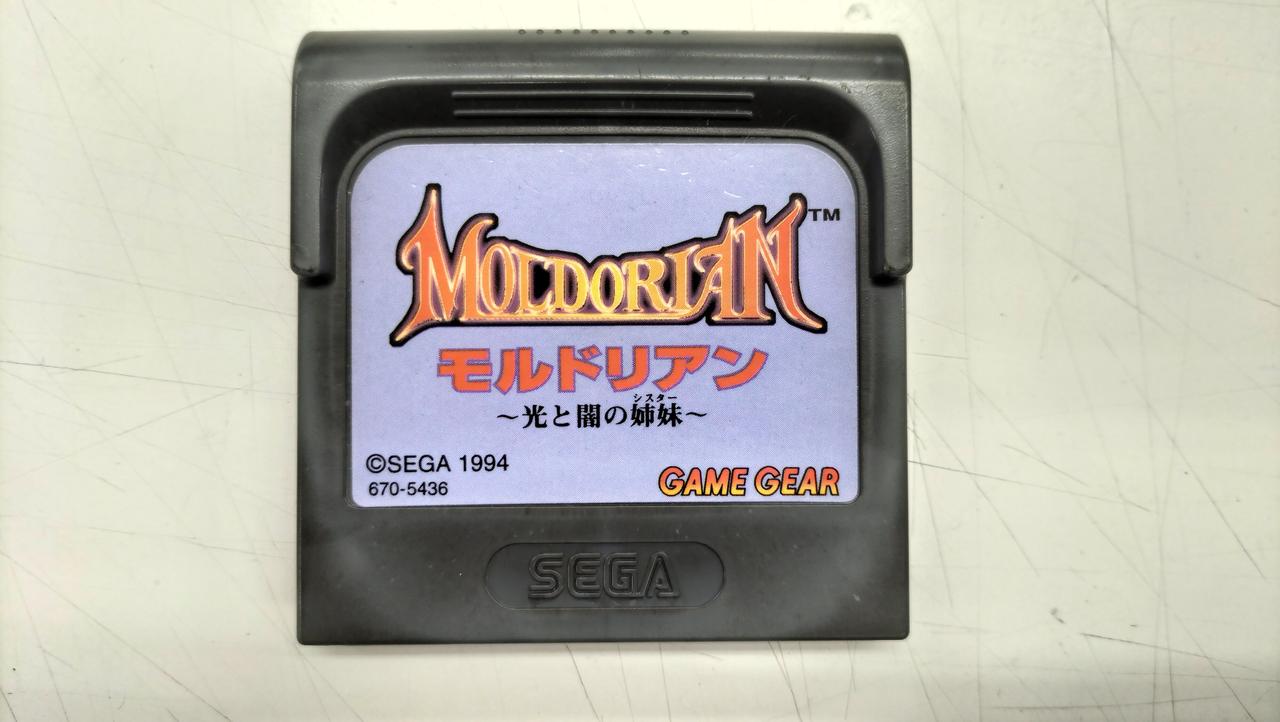 MOLDORIAN™
モルドリアン
シスター
～光と闇の姉妹～
©SEGA 1994
670-5436
GAME GEAR
SEGA